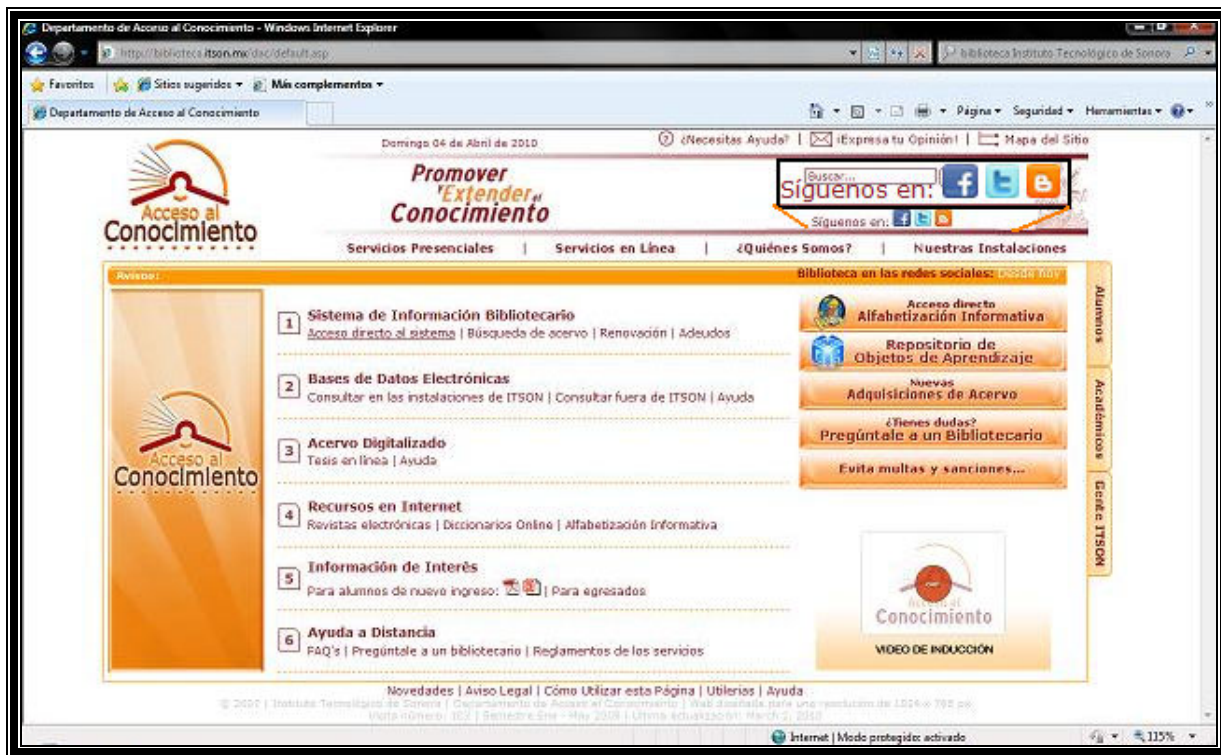 Departamento de Acceso al Conocimiento - Windows Internet Explorer
http://biblioteca.itson.mx/dac/default.asp
biblioteca Instituto Tecnológico de Sonora
Favoritos
Sitios sugeridos
Más complementos
Departamento de Acceso al Conocimiento
Página Seguridad Herramientas
Domingo 04 de Abril de 2010
¿Necesitas Ayuda? | ¡Expresa tu Opinión! | Mapa del Sitio
Acceso al
Conocimiento
Promover
y Extender el
Conocimiento
Buscar...
Síguenos en:
Síguenos en:
Servicios Presenciales | Servicios en Línea | ¿Quiénes Somos? | Nuestras Instalaciones
Avisos:
Biblioteca en las redes sociales: Desde hoy
Acceso al
Conocimiento
1 Sistema de Información Bibliotecario
Acceso directo al sistema | Búsqueda de acervo | Renovación | Adeudos
2 Bases de Datos Electrónicas
Consultar en las instalaciones de ITSON | Consultar fuera de ITSON | Ayuda
3 Acervo Digitalizado
Tesis en línea | Ayuda
4 Recursos en Internet
Revistas electrónicas | Diccionarios Online | Alfabetización Informativa
5 Información de Interés
Para alumnos de nuevo ingreso: | Para egresados
6 Ayuda a Distancia
FAQ's | Pregúntale a un bibliotecario | Reglamentos de los servicios
Acceso directo
Alfabetización Informativa
Repositorio de
Objetos de Aprendizaje
Nuevas
Adquisiciones de Acervo
¿Tienes dudas?
Pregúntale a un Bibliotecario
Evita multas y sanciones...
Acceso al
Conocimiento
VIDEO DE INDUCCIÓN
Alumnos
Académicos
Gente ITSON
Novedades | Aviso Legal | Cómo Utilizar esta Página | Utilerias | Ayuda
Internet | Modo protegido: activado
115%